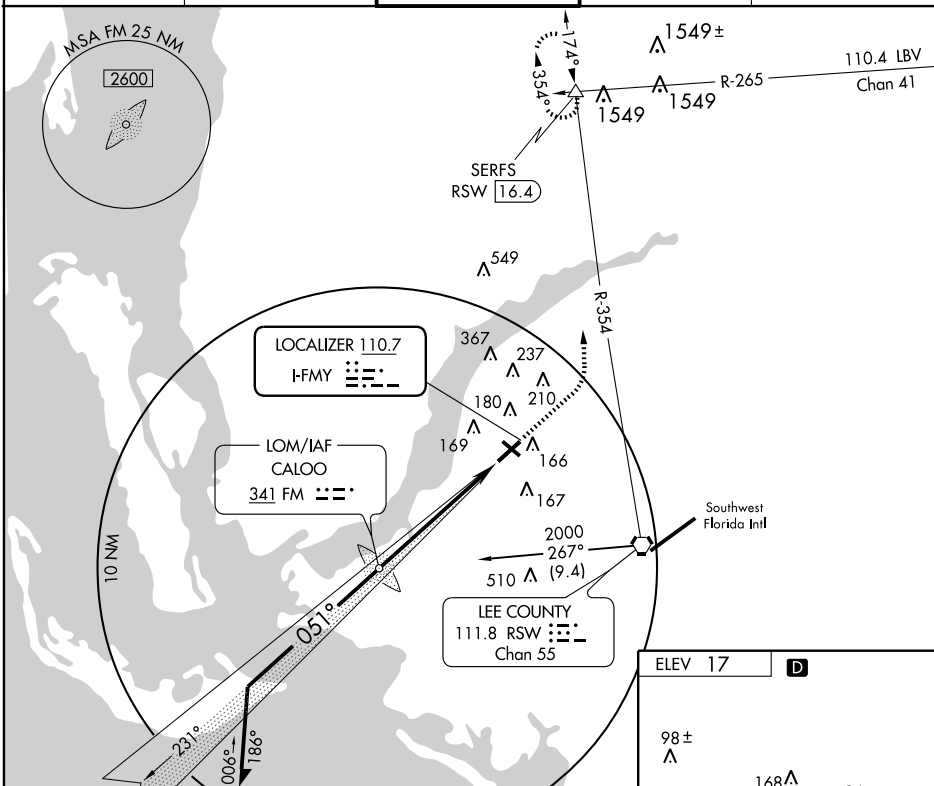 MSA FM 25 NM
2600
174°
354°
1549±
1549
1549
R-265
110.4 LBV
Chan 41
SERFS
RSW 16.4
549
R-354
LOCALIZER 110.7
I-FMY
367
237
210
180
169
166
167
LOM/IAF
CALOO
341 FM
10 NM
Southwest
Florida Intl
2000
267°
(9.4)
510
LEE COUNTY
111.8 RSW
Chan 55
051°
231°
006°
186°
ELEV 17
D
98±
168